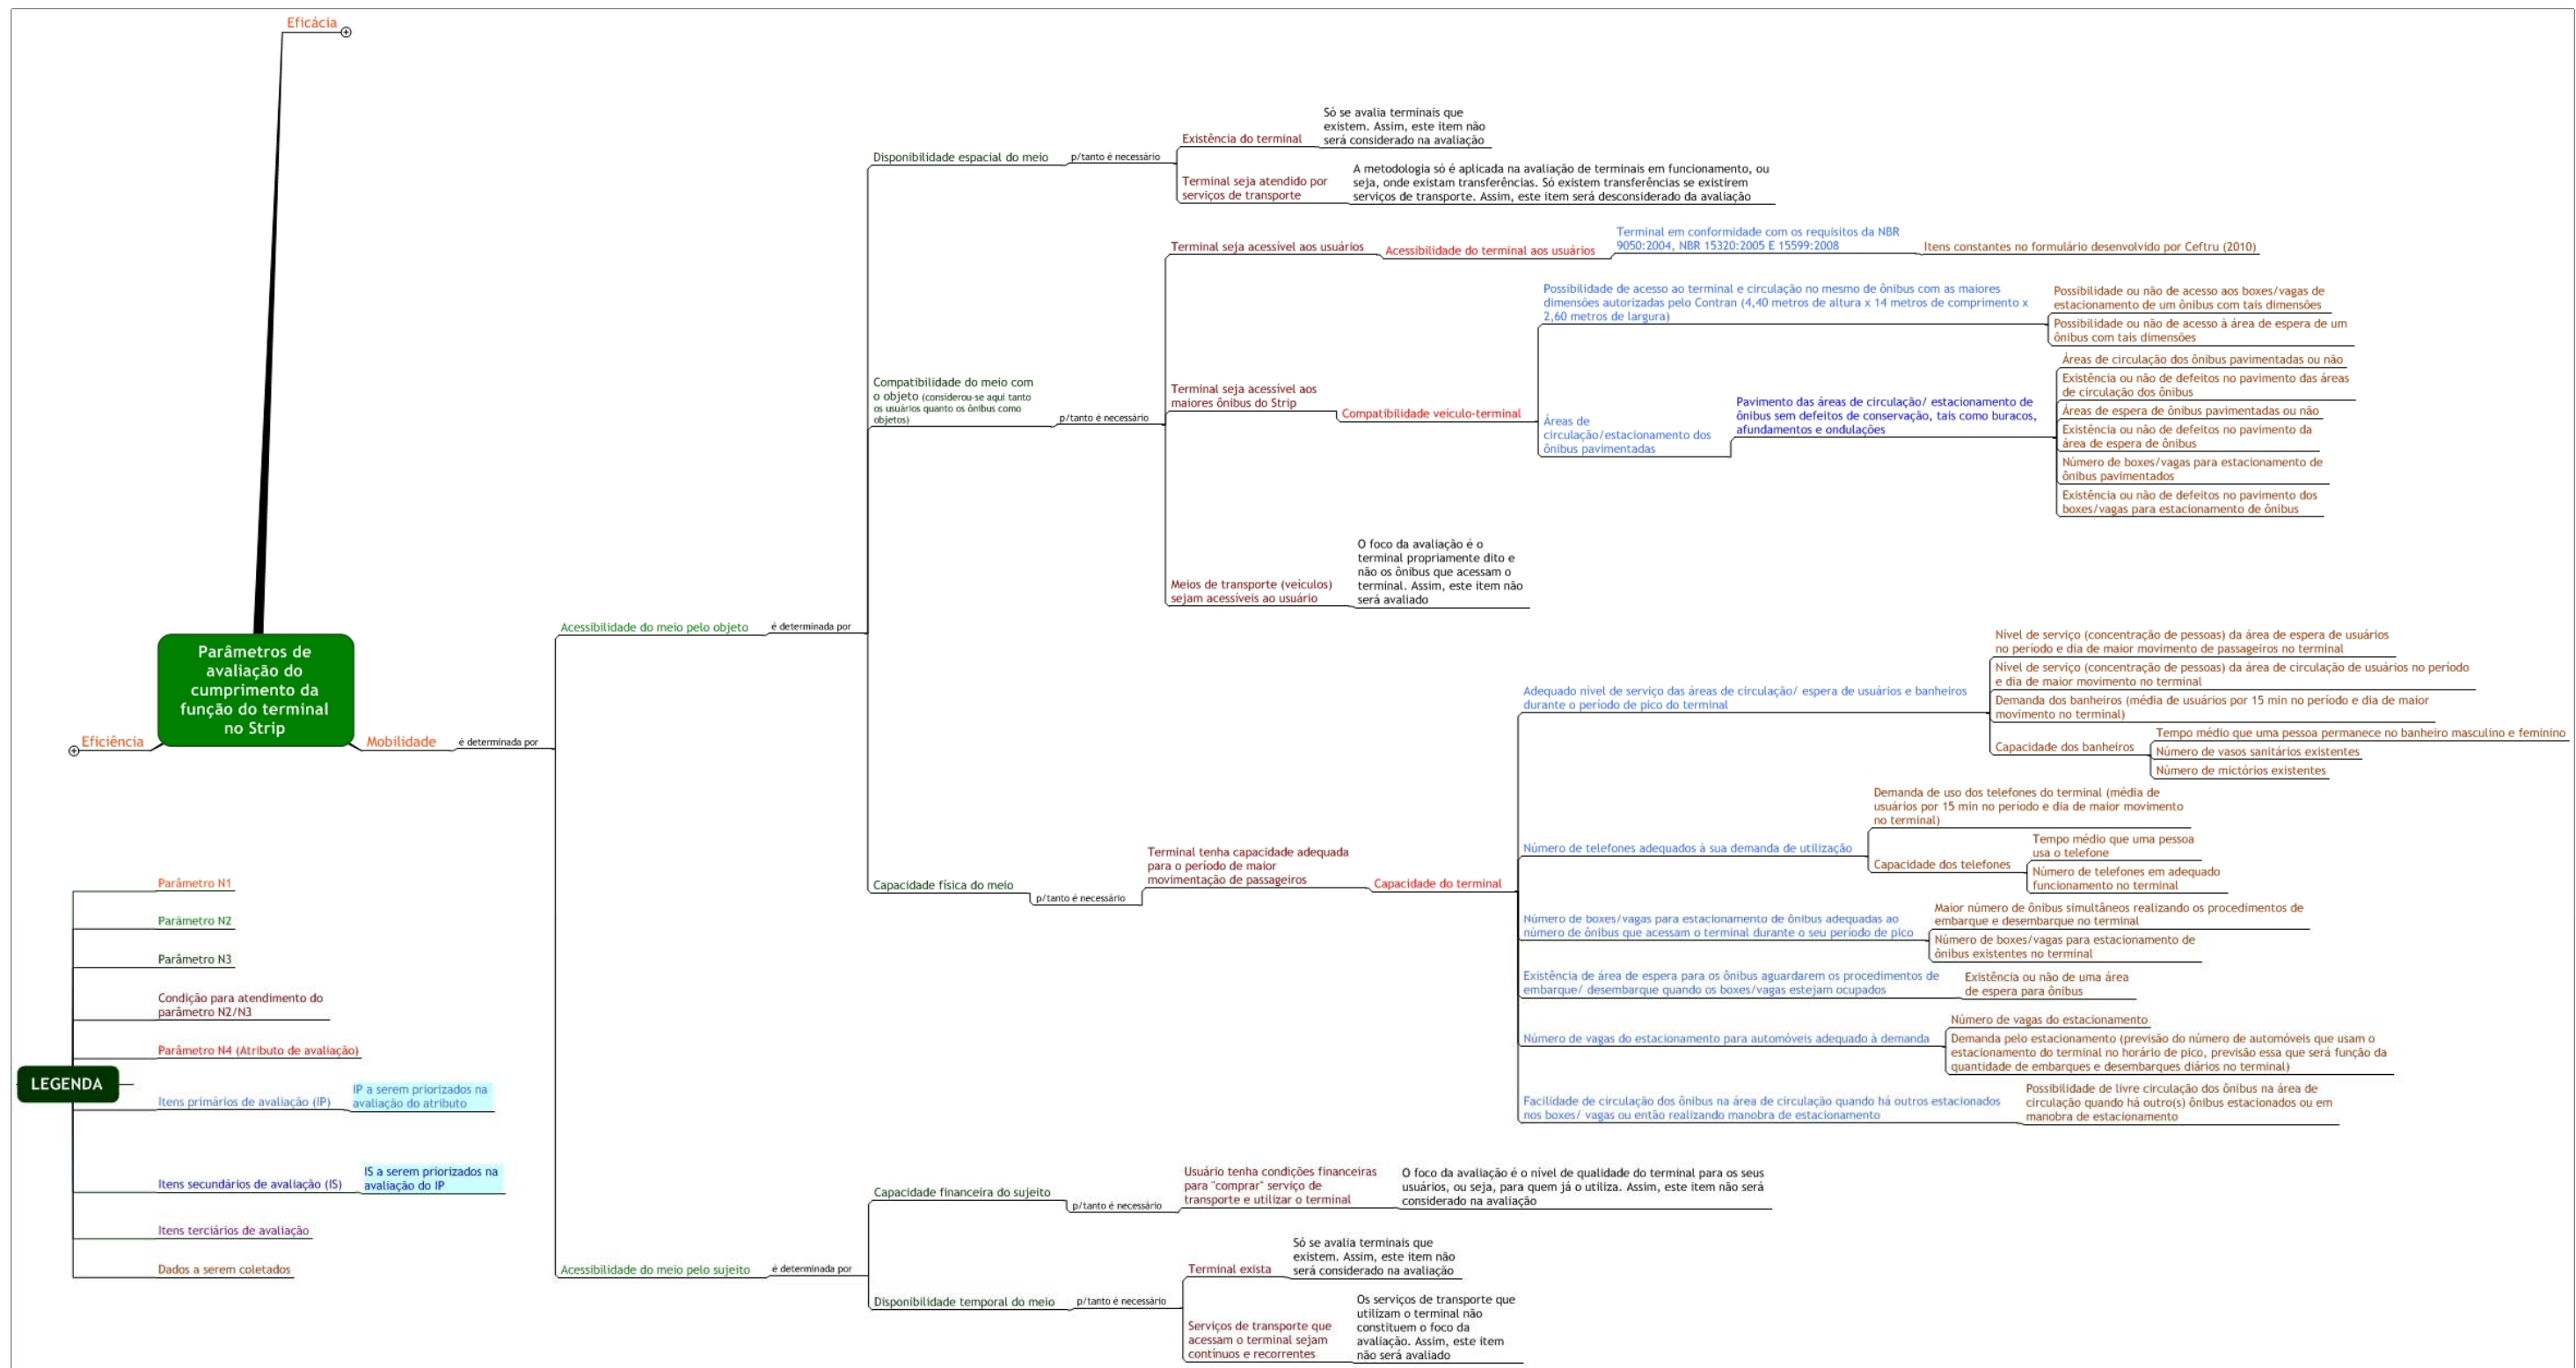 Eficácia
Parâmetros de
avaliação do
cumprimento da
função do terminal
no Strip
Eficiência
Mobilidade
é determinada por
Acessibilidade do meio pelo objeto
é determinada por
Disponibilidade espacial do meio
p/tanto é necessário
Existência do terminal
Só se avalia terminais que
existem. Assim, este item não
será considerado na avaliação
Terminal seja atendido por
serviços de transporte
A metodologia só é aplicada na avaliação de terminais em funcionamento, ou
seja, onde existam transferências. Só existem transferências se existirem
serviços de transporte. Assim, este item será desconsiderado da avaliação
Compatibilidade do meio com
o objeto (considerou-se aqui tanto
os usuários quanto os ônibus como
objetos)
p/tanto é necessário
Terminal seja acessível aos usuários
Acessibilidade do terminal aos usuários
Terminal em conformidade com os requisitos da NBR
9050:2004, NBR 15320:2005 E 15599:2008
Itens constantes no formulário desenvolvido por Ceftru (2010)
Terminal seja acessível aos
maiores ônibus do Strip
Compatibilidade veículo-terminal
Possibilidade de acesso ao terminal e circulação no mesmo de ônibus com as maiores
dimensões autorizadas pelo Contran (4,40 metros de altura x 14 metros de comprimento x
2,60 metros de largura)
Possibilidade ou não de acesso aos boxes/vagas de
estacionamento de um ônibus com tais dimensões
Possibilidade ou não de acesso à área de espera de um
ônibus com tais dimensões
Áreas de
circulação/estacionamento dos
ônibus pavimentadas
Pavimento das áreas de circulação/ estacionamento de
ônibus sem defeitos de conservação, tais como buracos,
afundamentos e ondulações
Áreas de circulação dos ônibus pavimentadas ou não
Existência ou não de defeitos no pavimento das áreas
de circulação dos ônibus
Áreas de espera de ônibus pavimentadas ou não
Existência ou não de defeitos no pavimento da
área de espera de ônibus
Número de boxes/vagas para estacionamento de
ônibus pavimentados
Existência ou não de defeitos no pavimento dos
boxes/vagas para estacionamento de ônibus
Meios de transporte (veículos)
sejam acessíveis ao usuário
O foco da avaliação é o
terminal propriamente dito e
não os ônibus que acessam o
terminal. Assim, este item não
será avaliado
Capacidade física do meio
p/tanto é necessário
Terminal tenha capacidade adequada
para o período de maior
movimentação de passageiros
Capacidade do terminal
Adequado nível de serviço das áreas de circulação/ espera de usuários e banheiros
durante o período de pico do terminal
Nível de serviço (concentração de pessoas) da área de espera de usuários
no período e dia de maior movimento de passageiros no terminal
Nível de serviço (concentração de pessoas) da área de circulação de usuários no período
e dia de maior movimento no terminal
Demanda dos banheiros (média de usuários por 15 min no período e dia de maior
movimento no terminal)
Capacidade dos banheiros
Tempo médio que uma pessoa permanece no banheiro masculino e feminino
Número de vasos sanitários existentes
Número de mictórios existentes
Número de telefones adequados à sua demanda de utilização
Demanda de uso dos telefones do terminal (média de
usuários por 15 min no período e dia de maior movimento
no terminal)
Capacidade dos telefones
Tempo médio que uma pessoa
usa o telefone
Número de telefones em adequado
funcionamento no terminal
Número de boxes/vagas para estacionamento de ônibus adequadas ao
número de ônibus que acessam o terminal durante o seu período de pico
Maior número de ônibus simultâneos realizando os procedimentos de
embarque e desembarque no terminal
Número de boxes/vagas para estacionamento de
ônibus existentes no terminal
Existência de área de espera para os ônibus aguardarem os procedimentos de
embarque/ desembarque quando os boxes/vagas estejam ocupados
Existência ou não de uma área
de espera para ônibus
Número de vagas do estacionamento para automóveis adequado à demanda
Número de vagas do estacionamento
Demanda pelo estacionamento (previsão do número de automóveis que usam o
estacionamento do terminal no horário de pico, previsão essa que será função da
quantidade de embarques e desembarques diários no terminal)
Facilidade de circulação dos ônibus na área de circulação quando há outros estacionados
nos boxes/ vagas ou então realizando manobra de estacionamento
Possibilidade de livre circulação dos ônibus na área de
circulação quando há outro(s) ônibus estacionados ou em
manobra de estacionamento
Acessibilidade do meio pelo sujeito
é determinada por
Capacidade financeira do sujeito
p/tanto é necessário
Usuário tenha condições financeiras
para "comprar" serviço de
transporte e utilizar o terminal
O foco da avaliação é o nível de qualidade do terminal para os seus
usuários, ou seja, para quem já o utiliza. Assim, este item não será
considerado na avaliação
Disponibilidade temporal do meio
p/tanto é necessário
Terminal exista
Só se avalia terminais que
existem. Assim, este item não
será considerado na avaliação
Serviços de transporte que
acessam o terminal sejam
contínuos e recorrentes
Os serviços de transporte que
utilizam o terminal não
constituem o foco da
avaliação. Assim, este item
não será avaliado
LEGENDA
Parâmetro N1
Parâmetro N2
Parâmetro N3
Condição para atendimento do
parâmetro N2/N3
Parâmetro N4 (Atributo de avaliação)
Itens primários de avaliação (IP)
IP a serem priorizados na
avaliação do atributo
Itens secundários de avaliação (IS)
IS a serem priorizados na
avaliação do IP
Itens terciários de avaliação
Dados a serem coletados